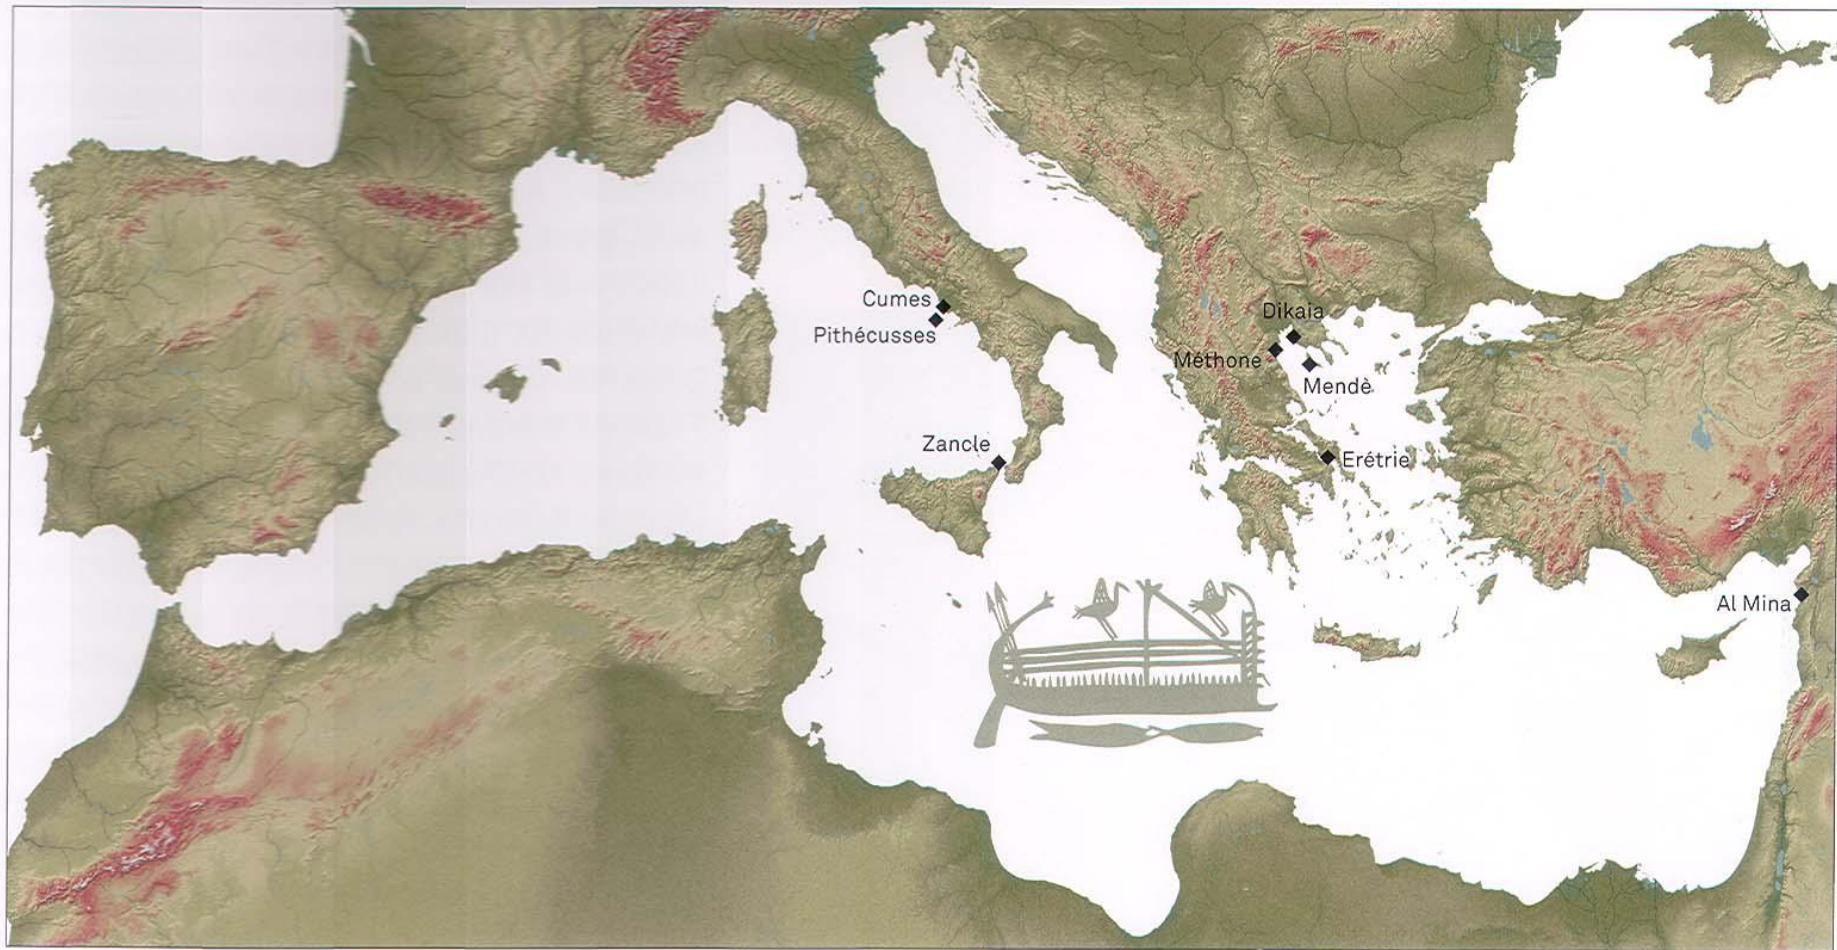 Cumes
Pithécusses
Dikaia
Méthone
Mendè
Zancle
Erétrie
Al Mina